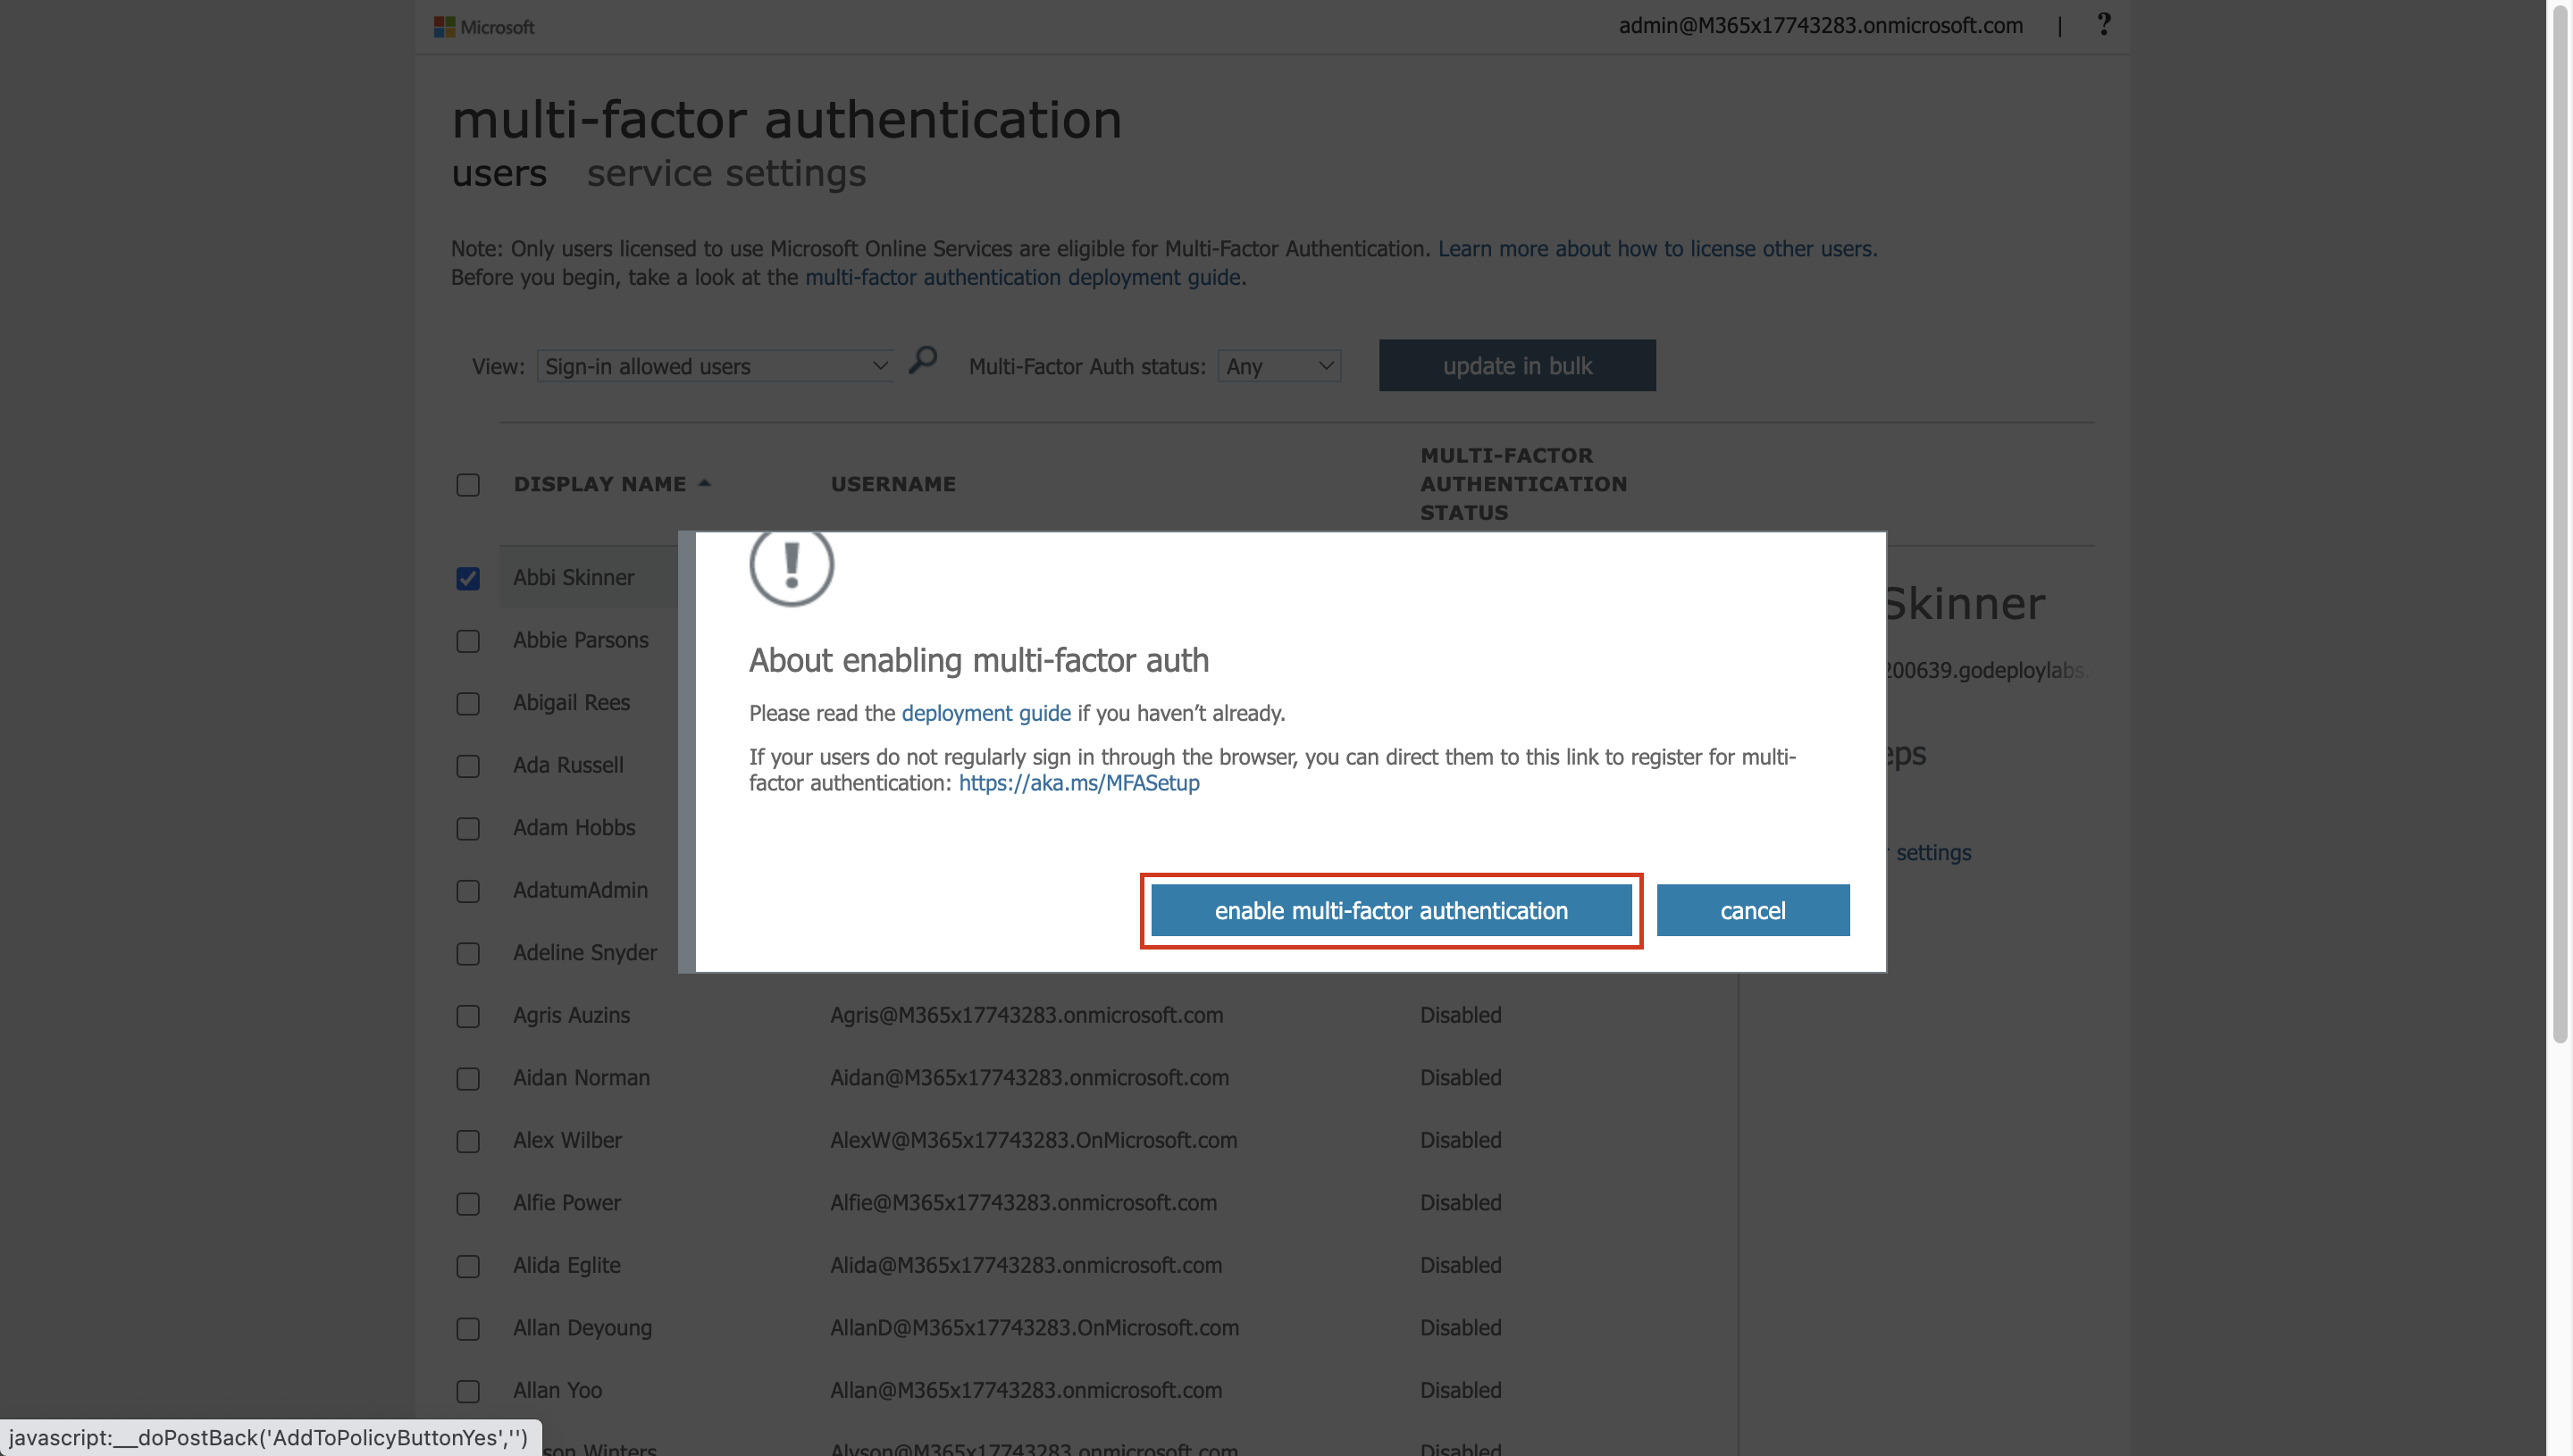 Microsoft
admin@M365x17743283.onmicrosoft.com | ?
multi-factor authentication
users service settings
Note: Only users licensed to use Microsoft Online Services are eligible for Multi-Factor Authentication. Learn more about how to license other users.
Before you begin, take a look at the multi-factor authentication deployment guide.
View: Sign-in allowed users Multi-Factor Auth status: Any update in bulk
DISPLAY NAME USERNAME MULTI-FACTOR
AUTHENTICATION
STATUS
Abbi Skinner
Abbie Parsons
Abigail Rees
Ada Russell
Adam Hobbs
AdatumAdmin
Adeline Snyder
Skinner
200639.godeploylabs.
eps
settings
About enabling multi-factor auth
Please read the deployment guide if you haven’t already.
If your users do not regularly sign in through the browser, you can direct them to this link to register for multi-
factor authentication: https://aka.ms/MFASetup
enable multi-factor authentication cancel
Agris Auzins Agris@M365x17743283.onmicrosoft.com Disabled
Aidan Norman Aidan@M365x17743283.onmicrosoft.com Disabled
Alex Wilber AlexW@M365x17743283.OnMicrosoft.com Disabled
Alfie Power Alfie@M365x17743283.onmicrosoft.com Disabled
Alida Eglite Alida@M365x17743283.onmicrosoft.com Disabled
Allan Deyoung AllanD@M365x17743283.OnMicrosoft.com Disabled
Allan Yoo Allan@M365x17743283.onmicrosoft.com Disabled
son Winters Alyson@M365x17743283.onmicrosoft.com Disabled
javascript:__doPostBack('AddToPolicyButtonYes','')